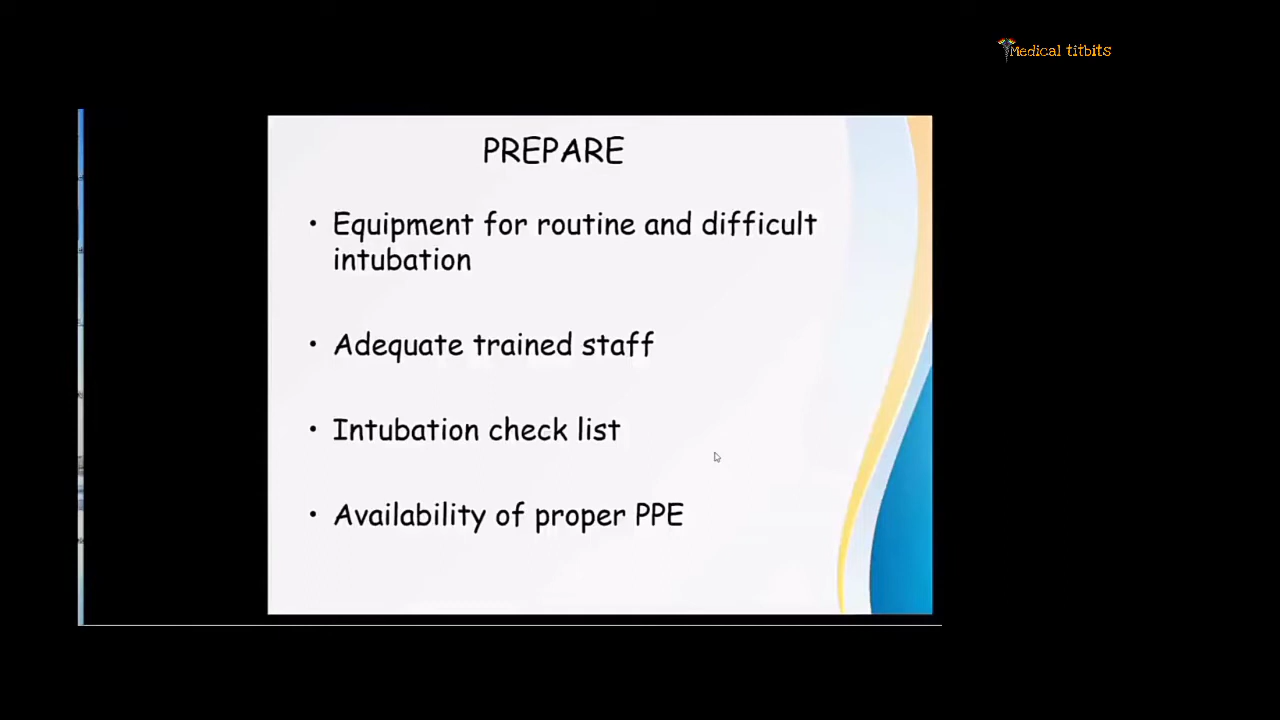 Medical titbits
PREPARE
• Equipment for routine and difficult
intubation
• Adequate trained staff
• Intubation check list
• Availability of proper PPE